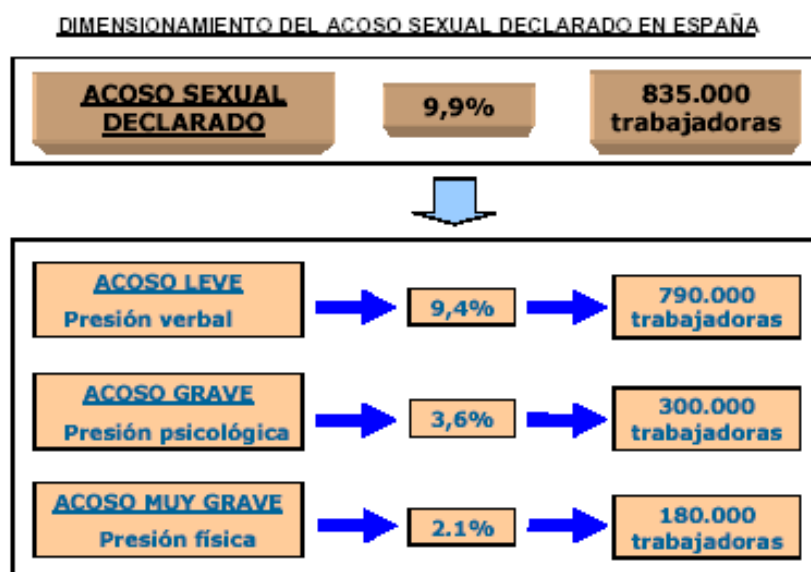 DIMENSIONAMIENTO DEL ACOSO SEXUAL DECLARADO EN ESPAÑA
ACOSO SEXUAL
DECLARADO
9,9%
835.000
trabajadoras
ACOSO LEVE
Presión verbal
9,4%
790.000
trabajadoras
ACOSO GRAVE
Presión psicológica
3,6%
300.000
trabajadoras
ACOSO MUY GRAVE
Presión física
2.1%
180.000
trabajadoras